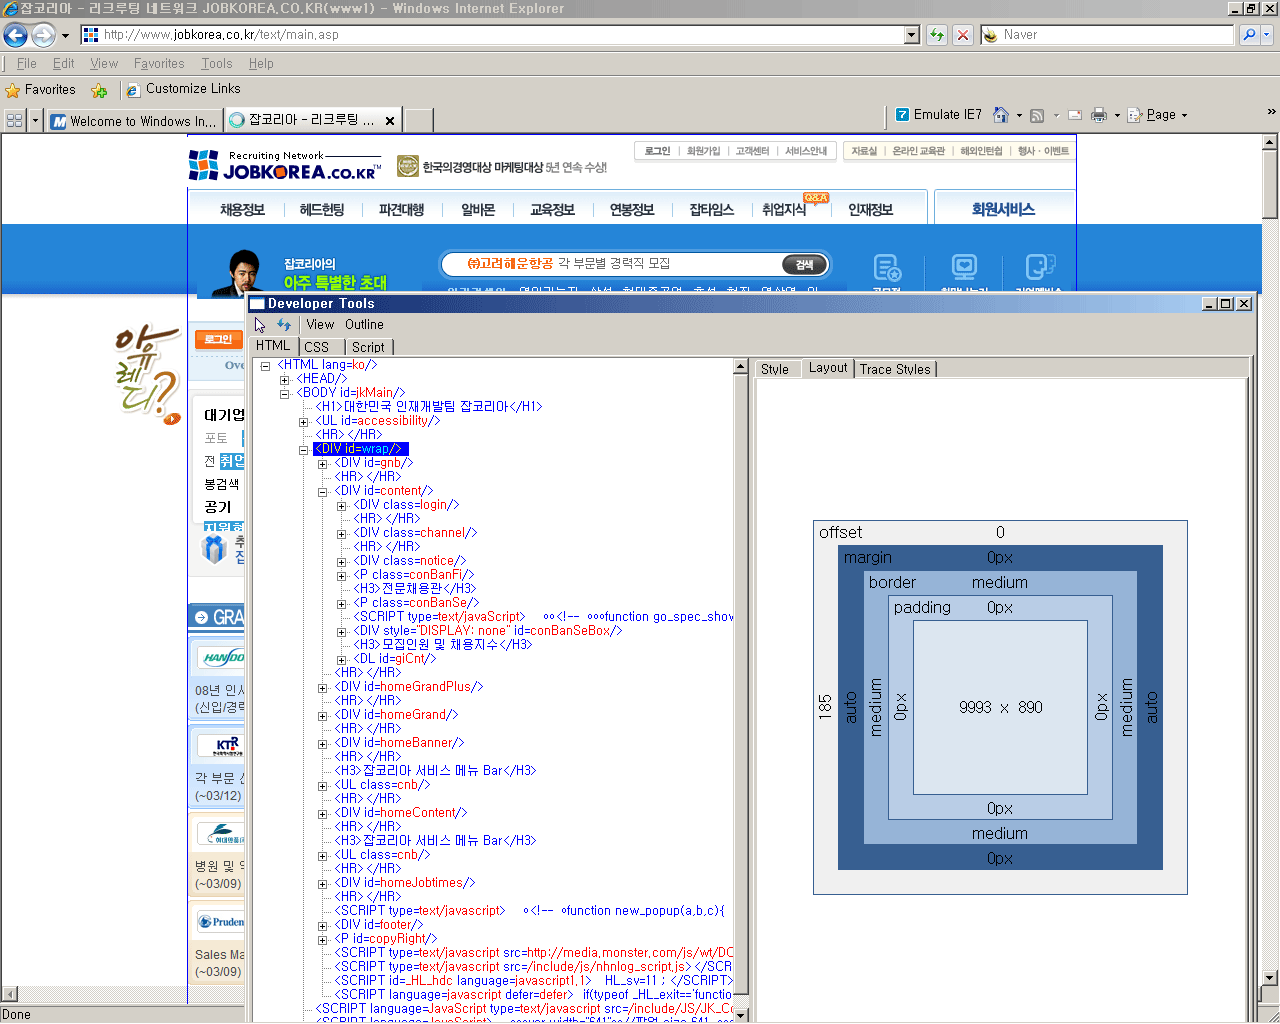 잡코리아 - 리크루팅 네트워크 JOBKOREA.CO.KR(www1) - Windows Internet Explorer
http://www.jobkorea.co.kr/text/main.asp
Naver
File Edit View Favorites Tools Help
Favorites Customize Links
Welcome to Windows In... 잡코리아 - 리크루팅 ... Emulate IE7 Page
Recruiting Network
JOBKOREA.CO.KR
한국의경영대상 마케팅대상 5년 연속 수상!
로그인 회원가입 고객센터 서비스안내
자료실 온라인 교육관 해외인턴쉽 행사·이벤트
채용정보 헤드헌팅 파견대행 알바몬 교육정보 연봉정보 잡타임스 취업지식 Q&A 인재정보 회원서비스
잡코리아의
아주 특별한 초대
㈜고려해운항공 각 부문별 경력직 모집
검색
아
유
레
디?
로그인
Ove
대기업
포토
전 취업
봉검색
공기
GRA
HANSO
08년 인사
(신입/경력
KTR
각 부문 신
(~03/12)
병원 및 약
(~03/09)
Pruden
Sales Ma
(~03/09)
Developer Tools
View Outline
HTML CSS Script
<HTML lang=ko/>
<HEAD/>
<BODY id=jkMain/>
<H1>대한민국 인재개발팀 잡코리아</H1>
<UL id=accessibility/>
<HR></HR>
<DIV id=wrap/>
<DIV id=gnb/>
<HR></HR>
<DIV id=content/>
<DIV class=login/>
<HR></HR>
<DIV class=channel/>
<HR></HR>
<DIV class=notice/>
<P class=conBanFi/>
<H3>전문채용관</H3>
<P class=conBanSe/>
<SCRIPT type=text/javaScript> <!-- function go_spec_show
<DIV style="DISPLAY: none" id=conBanSeBox/>
<H3>모집인원 및 채용지수</H3>
<DL id=giCnt/>
<HR></HR>
<DIV id=homeGrandPlus/>
<HR></HR>
<DIV id=homeGrand/>
<HR></HR>
<DIV id=homeBanner/>
<HR></HR>
<H3>잡코리아 서비스 메뉴 Bar</H3>
<UL class=cnb/>
<HR></HR>
<DIV id=homeContent/>
<HR></HR>
<H3>잡코리아 서비스 메뉴 Bar</H3>
<UL class=cnb/>
<HR></HR>
<DIV id=homeJobtimes/>
<HR></HR>
<SCRIPT type=text/javascript> <!-- function new_popup(a,b,c){
<DIV id=footer/>
<P id=copyRight/>
<SCRIPT type=text/javascript src=http://media.monster.com/js/wt/DC
<SCRIPT type=text/javascript src=/include/js/nhnlog_script.js></SCR
<SCRIPT id=_HL_hdc language=javascript1.1> HL_sv=11 ; </SCRIPT>
<SCRIPT language=javascript defer=defer> if(typeof _HL_exit=='functio
<SCRIPT language=JavaScript type=text/javascript src=/include/JS/JK_Co
Style Layout Trace Styles
offset 0
margin 0px
border medium
padding 0px
185 auto medium 0px 9993 x 890 0px medium auto
0px
medium
0px
Done